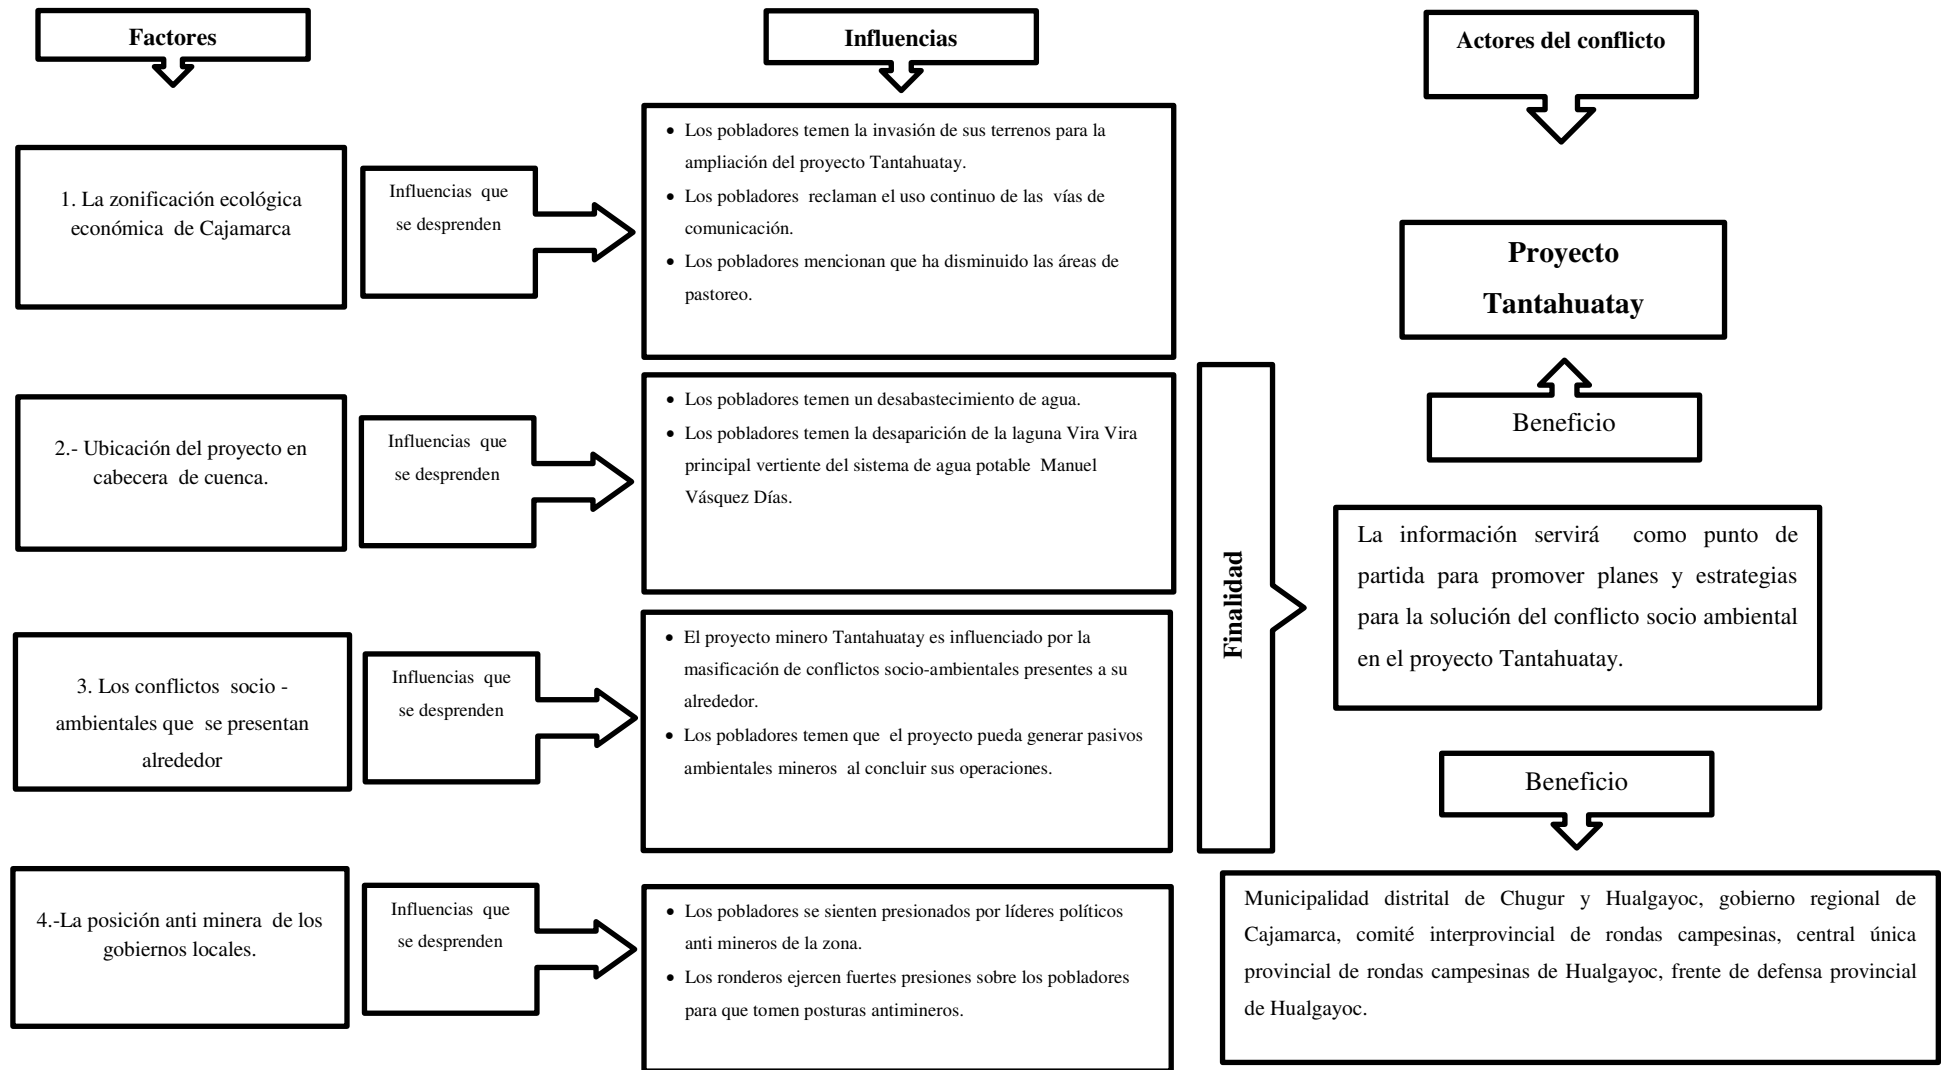 Factores
Influencias
Actores del conflicto
1. La zonificación ecológica
económica de Cajamarca
Influencias que
se desprenden
• Los pobladores temen la invasión de sus terrenos para la
ampliación del proyecto Tantahuatay.
• Los pobladores reclaman el uso continuo de las vías de
comunicación.
• Los pobladores mencionan que ha disminuido las áreas de
pastoreo.
2.- Ubicación del proyecto en
cabecera de cuenca.
Influencias que
se desprenden
• Los pobladores temen un desabastecimiento de agua.
• Los pobladores temen la desaparición de la laguna Vira Vira
principal vertiente del sistema de agua potable Manuel
Vásquez Días.
3. Los conflictos socio -
ambientales que se presentan
alrededor
Influencias que
se desprenden
• El proyecto minero Tantahuatay es influenciado por la
masificación de conflictos socio-ambientales presentes a su
alrededor.
• Los pobladores temen que el proyecto pueda generar pasivos
ambientales mineros al concluir sus operaciones.
4.-La posición anti minera de los
gobiernos locales.
Influencias que
se desprenden
• Los pobladores se sienten presionados por líderes políticos
anti mineros de la zona.
• Los ronderos ejercen fuertes presiones sobre los pobladores
para que tomen posturas antimineros.
Finalidad
Proyecto
Tantahuatay
Beneficio
La información servirá como punto de
partida para promover planes y estrategias
para la solución del conflicto socio ambiental
en el proyecto Tantahuatay.
Beneficio
Municipalidad distrital de Chugur y Hualgayoc, gobierno regional de
Cajamarca, comité interprovincial de rondas campesinas, central única
provincial de rondas campesinas de Hualgayoc, frente de defensa provincial
de Hualgayoc.